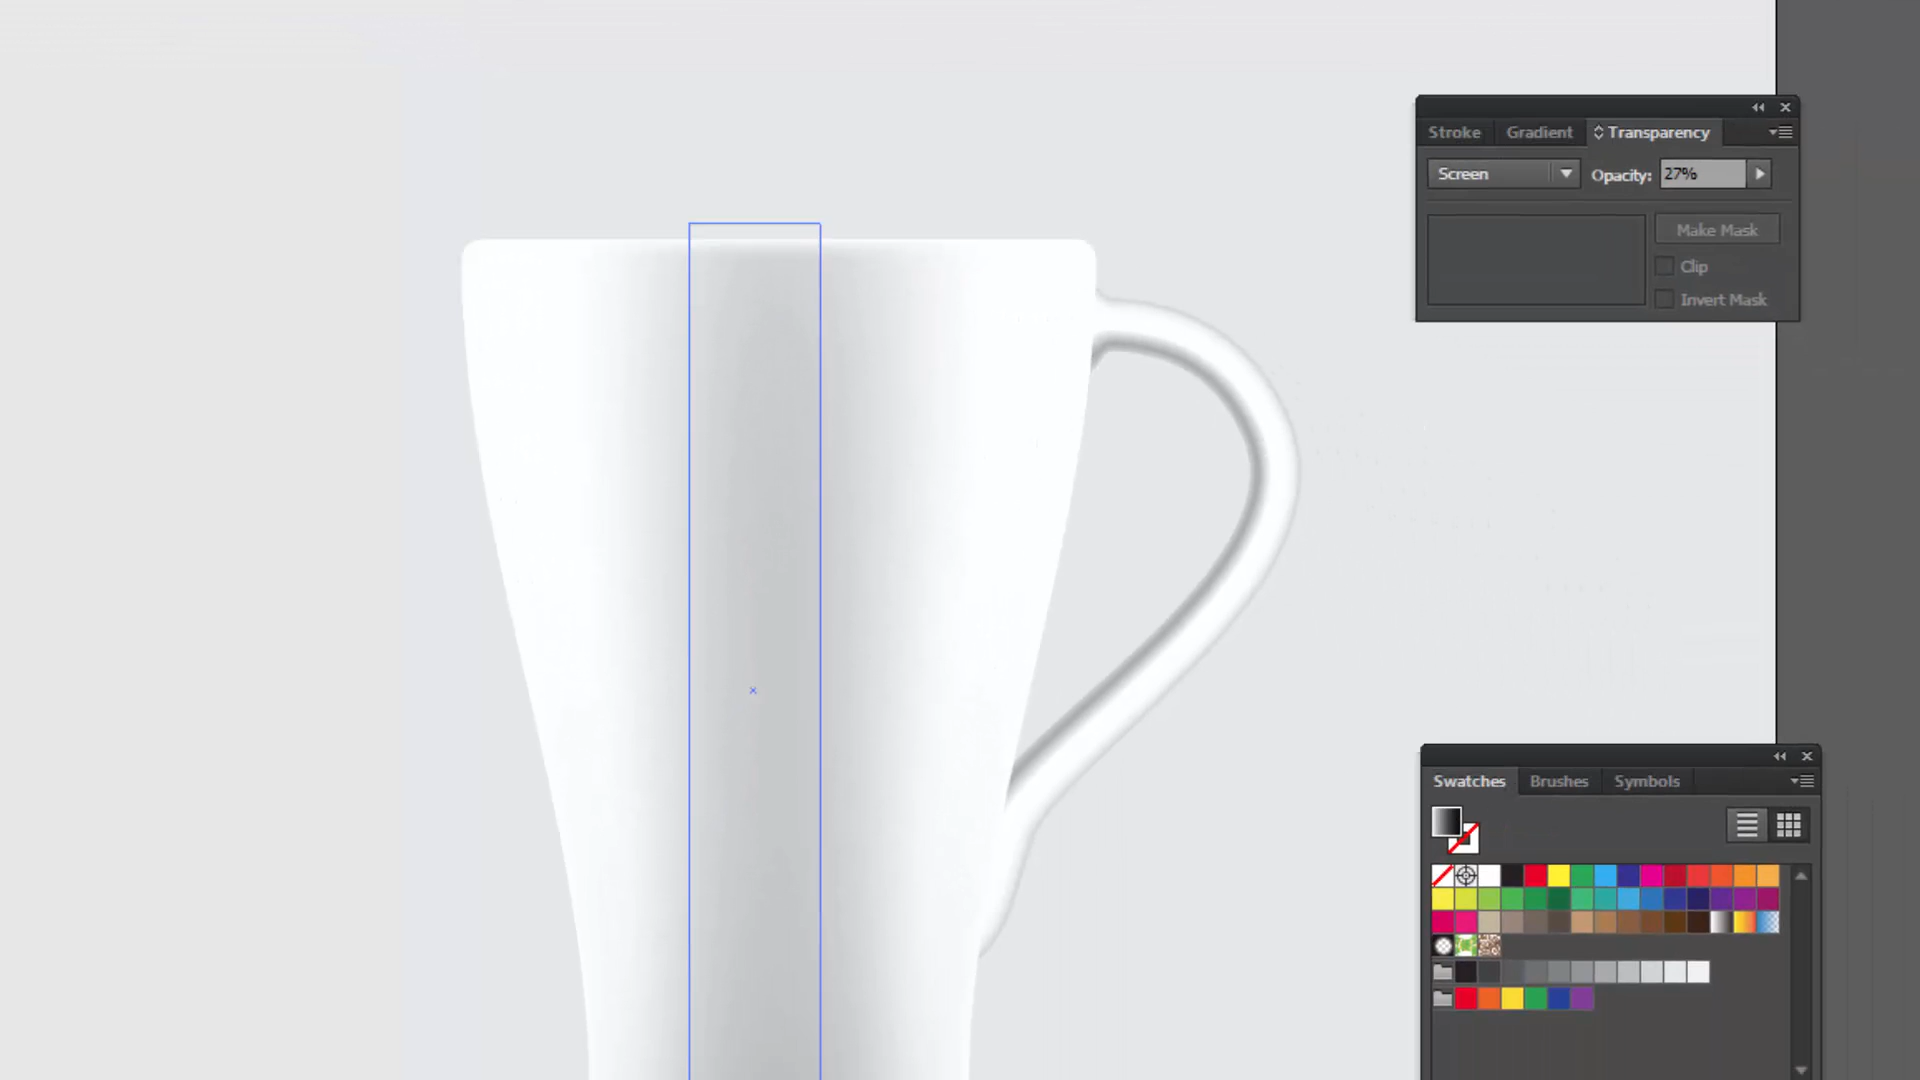 Stroke Gradient Transparency
Screen Opacity: 27%
Make Mask
Clip
Invert Mask
Swatches Brushes Symbols